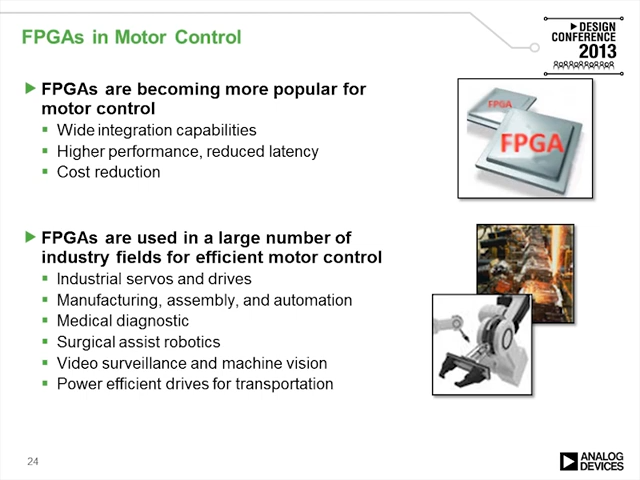 FPGAs in Motor Control
DESIGN
CONFERENCE
2013
FPGAs are becoming more popular for
motor control
Wide integration capabilities
Higher performance, reduced latency
Cost reduction
FPGA
FPGA
FPGAs are used in a large number of
industry fields for efficient motor control
Industrial servos and drives
Manufacturing, assembly, and automation
Medical diagnostic
Surgical assist robotics
Video surveillance and machine vision
Power efficient drives for transportation
24
ANALOG
DEVICES